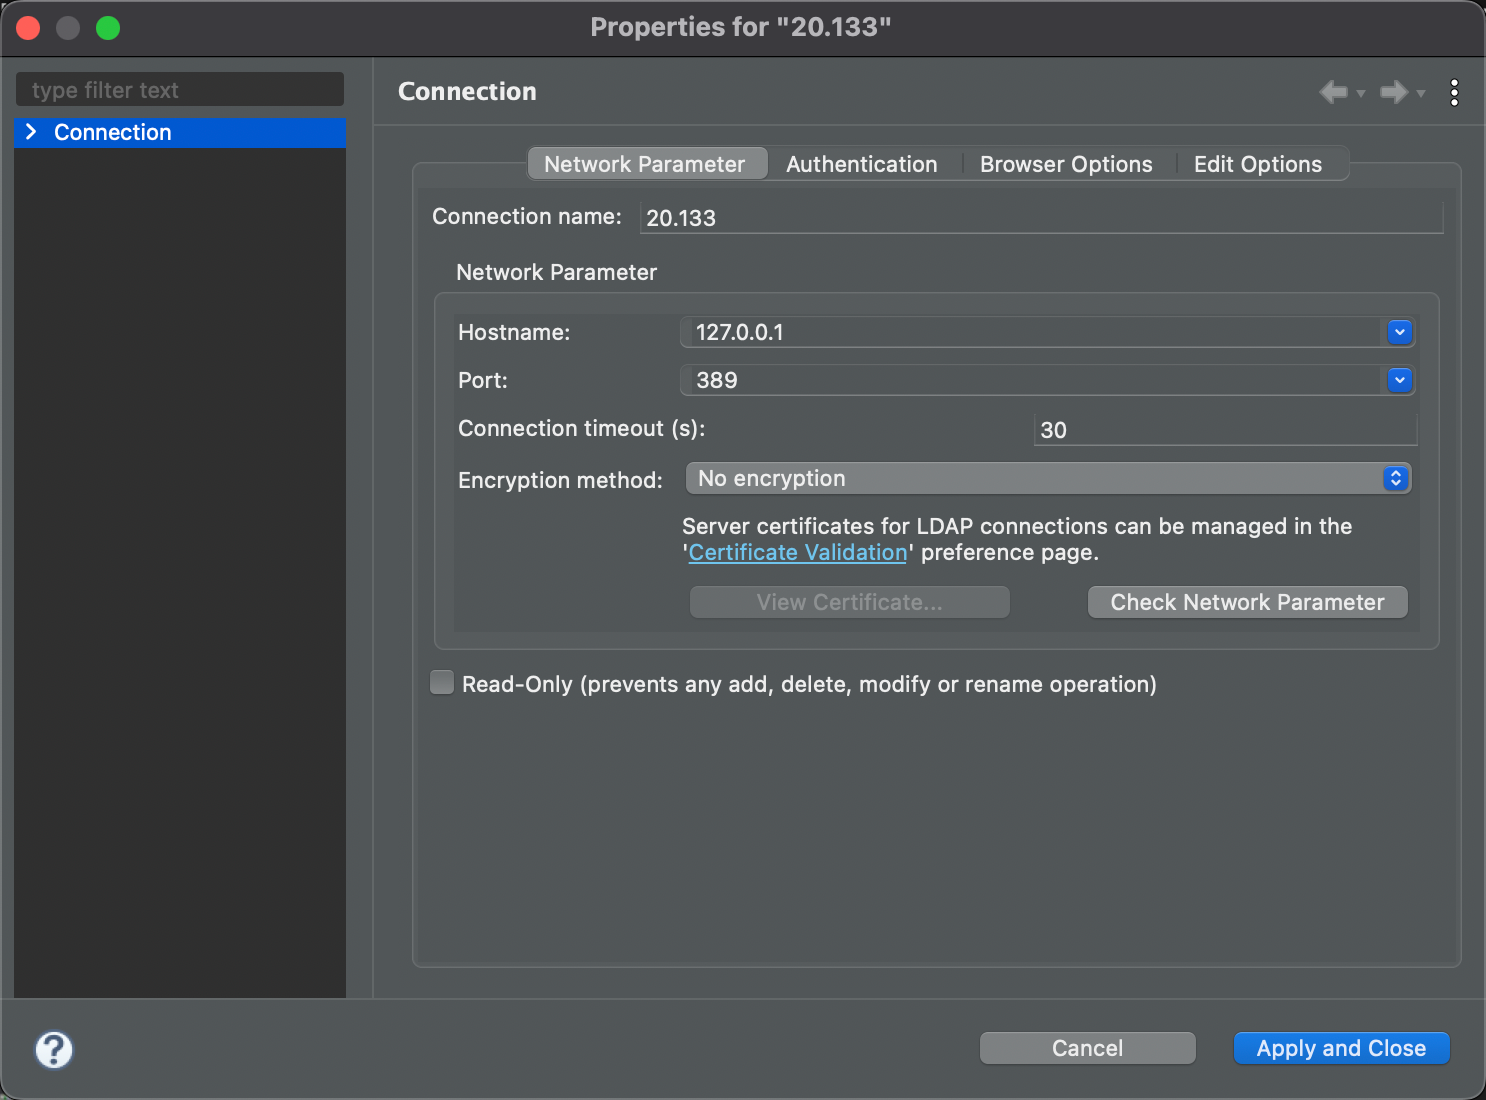 Properties for "20.133"
type filter text
Connection
Connection
Network Parameter
Authentication
Browser Options
Edit Options
Connection name:
20.133
Network Parameter
Hostname:
127.0.0.1
Port:
389
Connection timeout (s):
30
Encryption method:
No encryption
Server certificates for LDAP connections can be managed in the
'Certificate Validation' preference page.
View Certificate...
Check Network Parameter
Read-Only (prevents any add, delete, modify or rename operation)
?
Cancel
Apply and Close